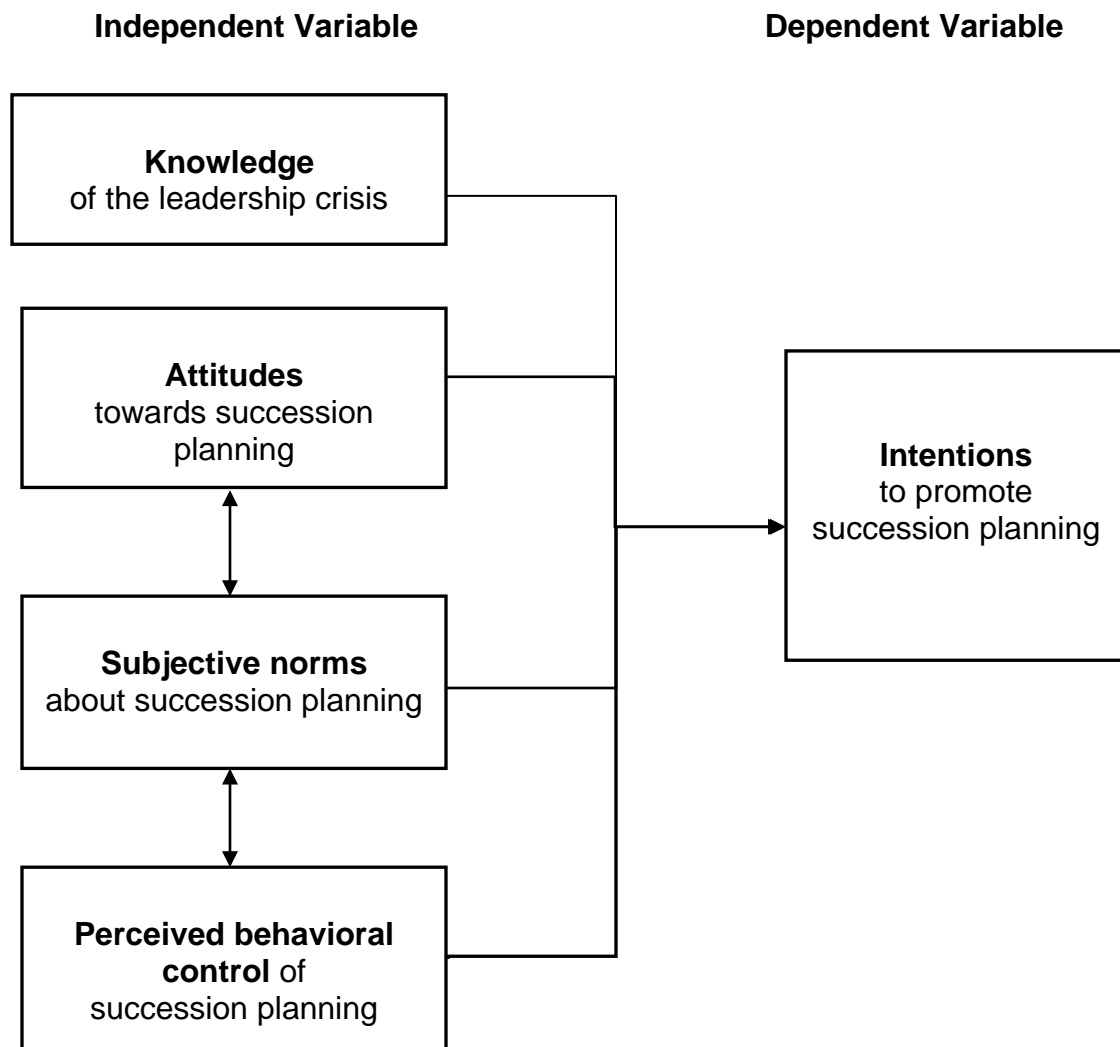 Independent Variable
Dependent Variable
Knowledge
of the leadership crisis
Attitudes
towards succession
planning
Intentions
to promote
succession planning
Subjective norms
about succession planning
Perceived behavioral
control of
succession planning